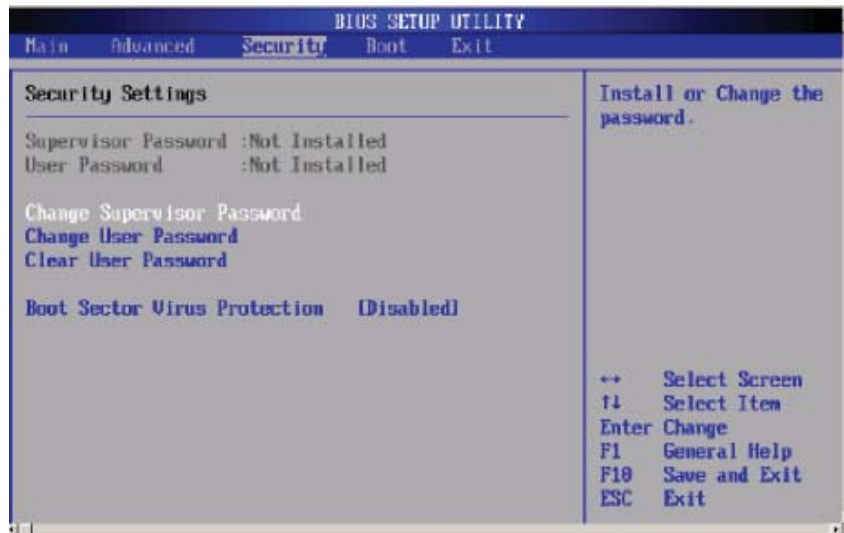 BIOS SETUP UTILITY
Main Advanced Security Boot Exit
Security Settings
Supervisor Password :Not Installed
User Password :Not Installed
Change Supervisor Password
Change User Password
Clear User Password
Boot Sector Virus Protection [Disabled]
Install or Change the
password.
↔ Select Screen
↑↓ Select Item
Enter Change
F1 General Help
F10 Save and Exit
ESC Exit